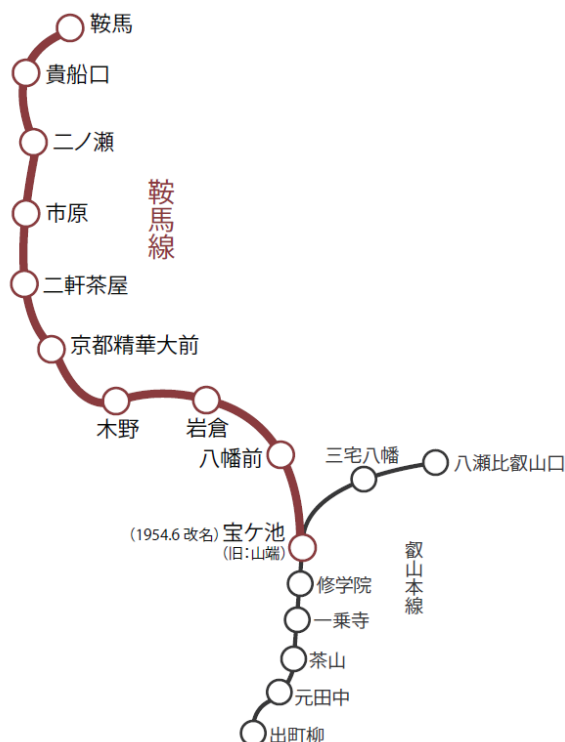 鞍馬
貴船口
二ノ瀬
市原
鞍馬線
二軒茶屋
京都精華大前
木野
岩倉
八幡前
三宅八幡
八瀬比叡山口
(1954.6 改名) 宝ケ池
(旧:山端)
叡山本線
修学院
一乗寺
茶山
元田中
出町柳